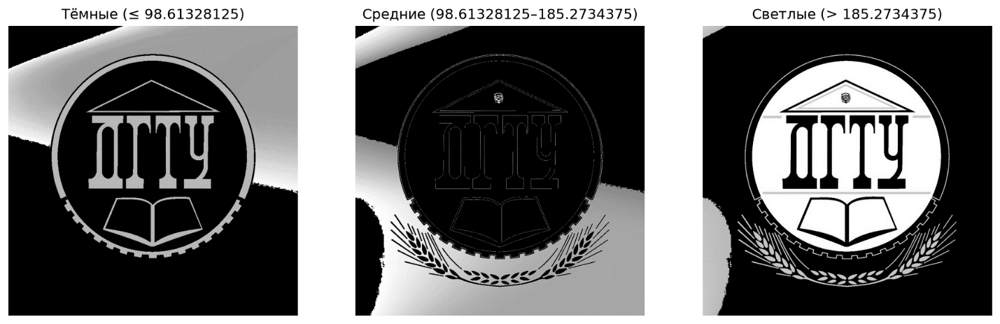 Тёмные (≤ 98.61328125)
Средние (98.61328125–185.2734375)
Светлые (> 185.2734375)
ДГТУ
ДГТУ
ДГТУ